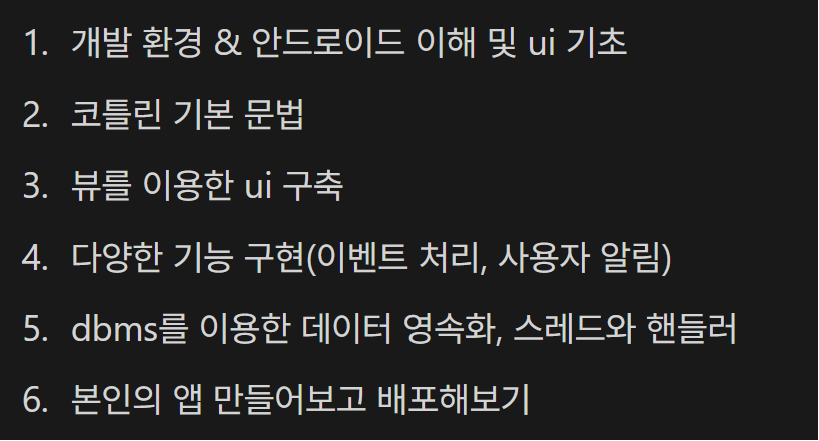 1. 개발 환경 & 안드로이드 이해 및 ui 기초
2. 코틀린 기본 문법
3. 뷰를 이용한 ui 구축
4. 다양한 기능 구현(이벤트 처리, 사용자 알림)
5. dbms를 이용한 데이터 영속화, 스레드와 핸들러
6. 본인의 앱 만들어보고 배포해보기